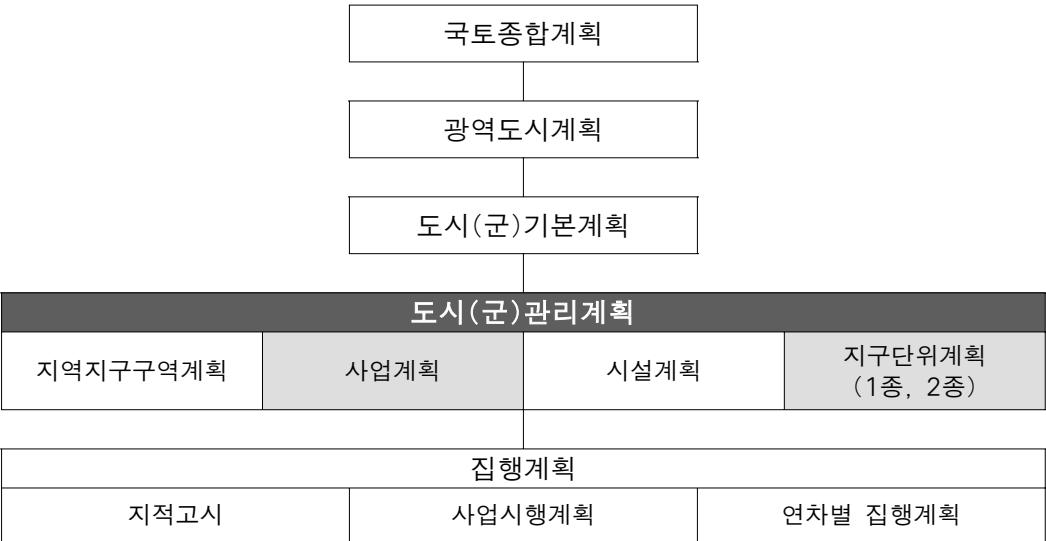 국토종합계획
광역도시계획
도시(군)기본계획
도시(군)관리계획
지역지구구역계획
사업계획
시설계획
지구단위계획
(1종, 2종)
집행계획
지적고시
사업시행계획
연차별 집행계획